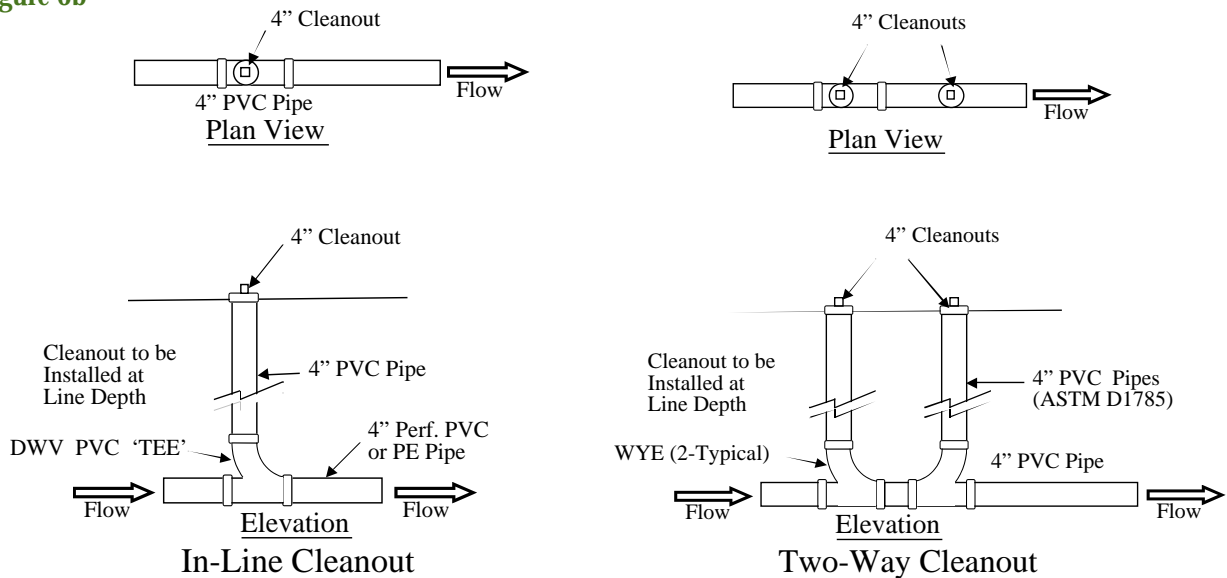 4” Cleanout
Flow
4” PVC Pipe
Plan View
4” Cleanouts
Flow
Plan View
4” Cleanout
Cleanout to be
Installed at
Line Depth
4” PVC Pipe
DWV PVC ‘TEE’
4” Perf. PVC
or PE Pipe
Flow
Flow
Elevation
In-Line Cleanout
4” Cleanouts
Cleanout to be
Installed at
Line Depth
4” PVC Pipes
(ASTM D1785)
WYE (2-Typical)
4” PVC Pipe
Flow
Flow
Elevation
Two-Way Cleanout